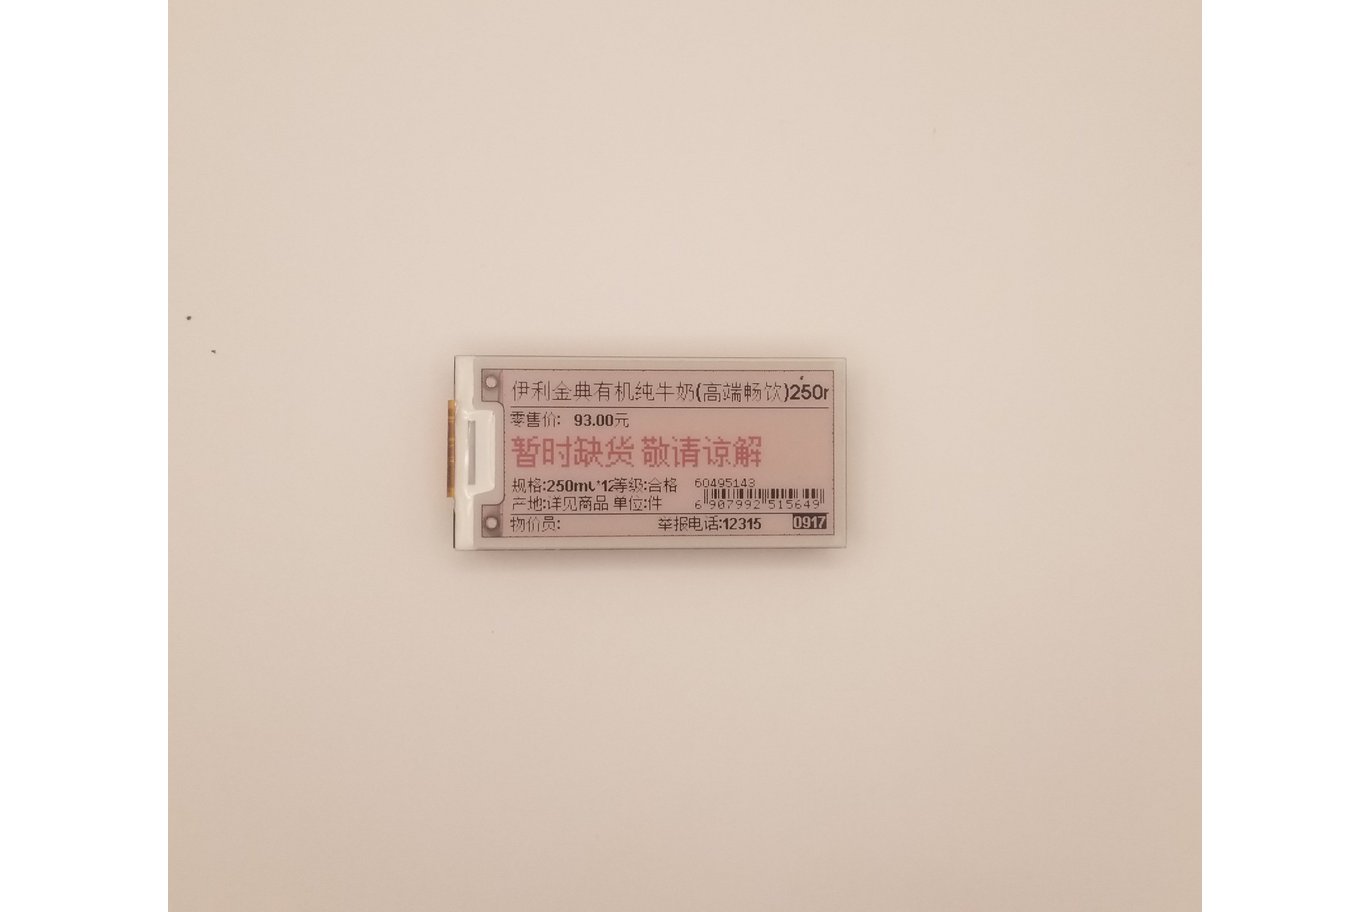 伊利金典有机纯牛奶(高端畅饮)250m
零售价: 93.00元
暂时缺货 敬请谅解
规格:250ml*12等级:合格 60495143
产地:详见商品 单位:件 6 907992 515649
物价员: 举报电话:12315 0917